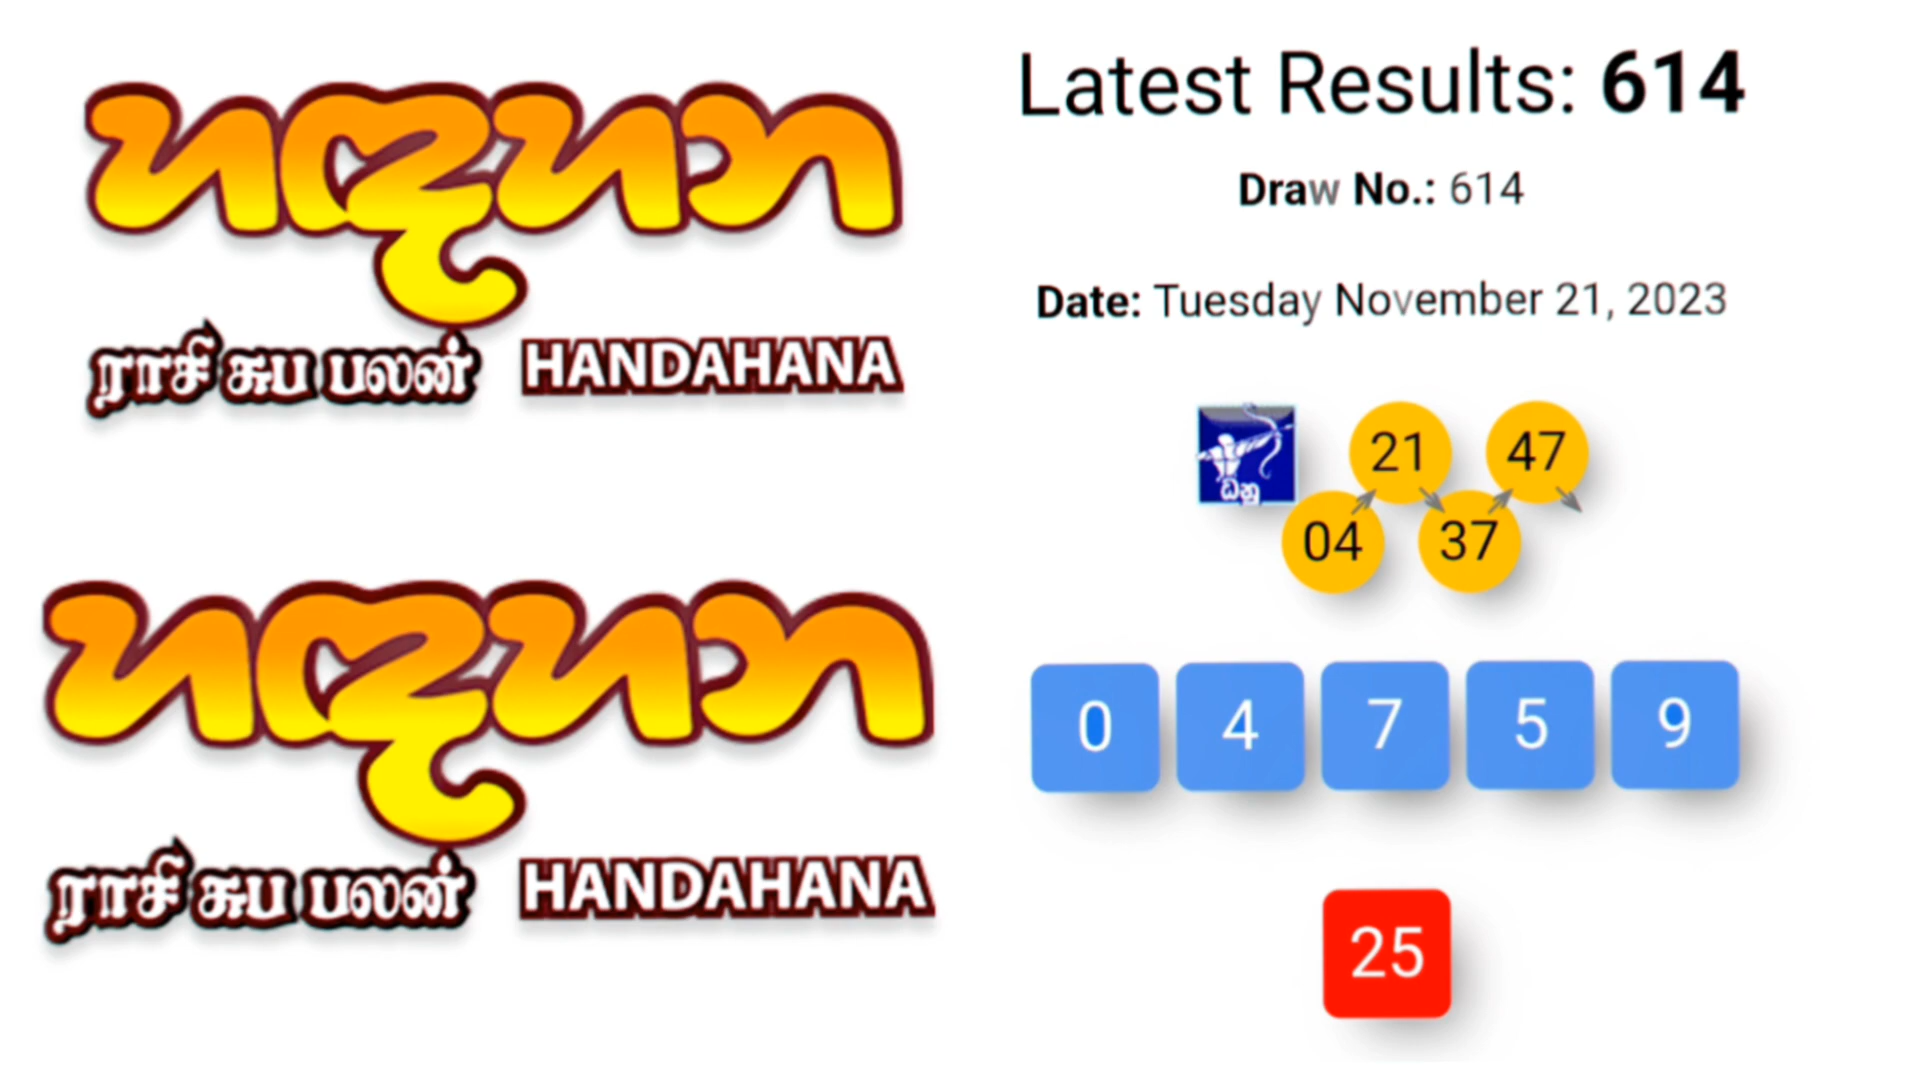 හඳහන
ராசி சுப பலன் HANDAHANA
හඳහන
ராசி சுப பலன் HANDAHANA
Latest Results: 614
Draw No.: 614
Date: Tuesday November 21, 2023
ධනු
04 21 37 47
0 4 7 5 9
25